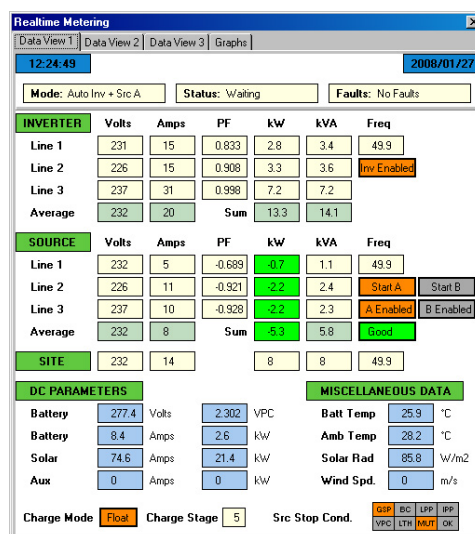 Realtime Metering
Data View 1 Data View 2 Data View 3 Graphs
12:24:49 2008/01/27
Mode: Auto Inv + Src A Status: Waiting Faults: No Faults
INVERTER Volts Amps PF kW kVA Freq
Line 1 231 15 0.833 2.8 3.4 49.9
Line 2 226 15 0.908 3.3 3.6 Inv Enabled
Line 3 237 31 0.998 7.2 7.2
Average 232 20 Sum 13.3 14.1
SOURCE Volts Amps PF kW kVA Freq
Line 1 232 5 -0.689 -0.7 1.1 49.9
Line 2 226 11 -0.921 -2.2 2.4 Start A Start B
Line 3 237 10 -0.928 -2.2 2.3 A Enabled B Enabled
Average 232 8 Sum -5.3 5.8 Good
SITE 232 14 8 8 49.9
DC PARAMETERS MISCELLANEOUS DATA
Battery 277.4 Volts 2.302 VPC Batt Temp 25.9 °C
Battery 8.4 Amps 2.6 kW Amb Temp 28.2 °C
Solar 74.6 Amps 21.4 kW Solar Rad 85.8 W/m2
Aux 0 Amps 0 kW Wind Spd. 0 m/s
Charge Mode Float Charge Stage 5 Src Stop Cond. GSP BC LPP IPP
VPC LTH MUT OK